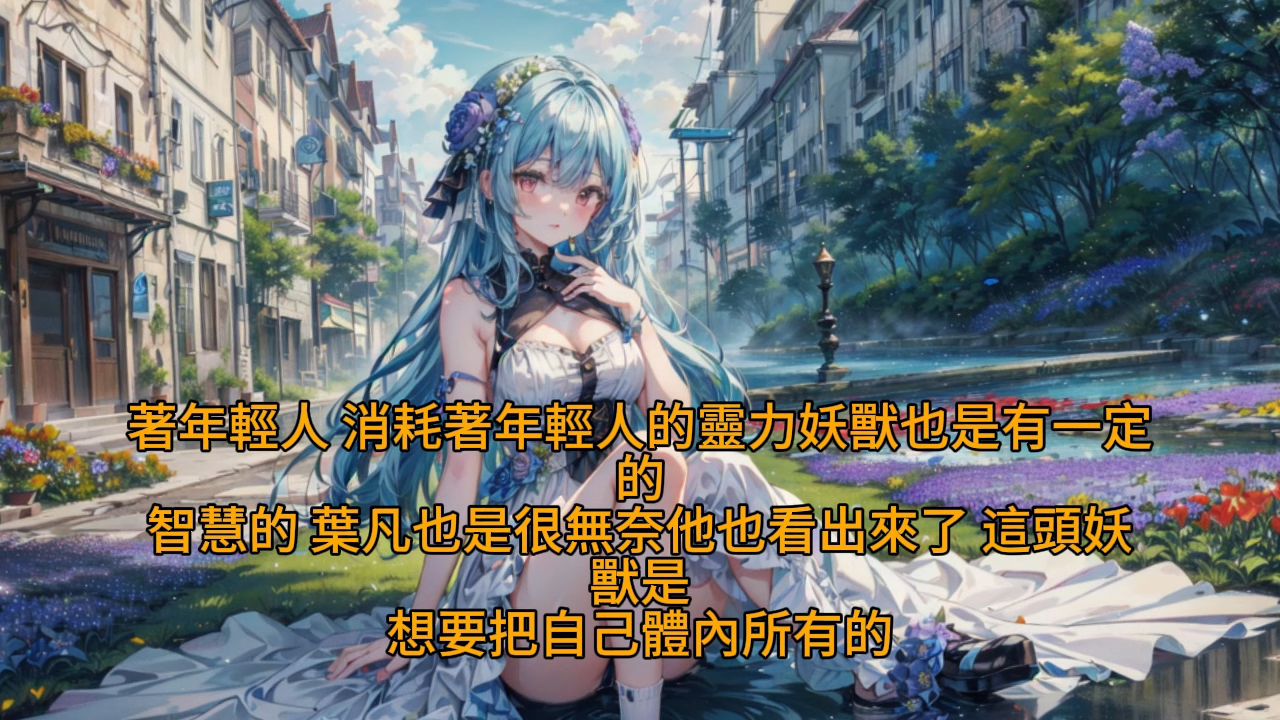 著年輕人 消耗著年輕人的靈力妖獸也是有一定
的
智慧的 葉凡也是很無奈他也看出來了 這頭妖
獸是
想要把自己體內所有的